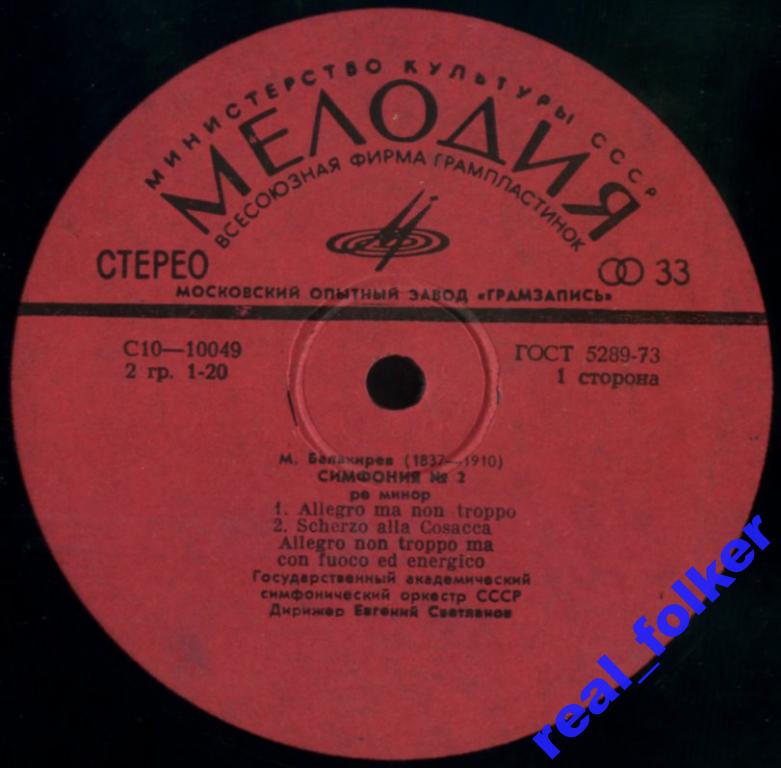 МИНИСТЕРСТВО КУЛЬТУРЫ СССР
МЕЛОДИЯ
ВСЕСОЮЗНАЯ ФИРМА ГРАМПЛАСТИНОК
СТЕРЕО
33
МОСКОВСКИЙ ОПЫТНЫЙ ЗАВОД «ГРАМЗАПИСЬ»
С10—10049
ГОСТ 5289-73
2 гр. 1-20
1 сторона
М. Балакирев (1837—1910)
СИМФОНИЯ № 2
ре минор
1. Allegro ma non troppo
2. Scherzo alla Cosacca
Allegro non troppo ma
con fuoco ed energico
Государственный академический
симфонический оркестр СССР
Дирижер Евгений Светланов
real_folker